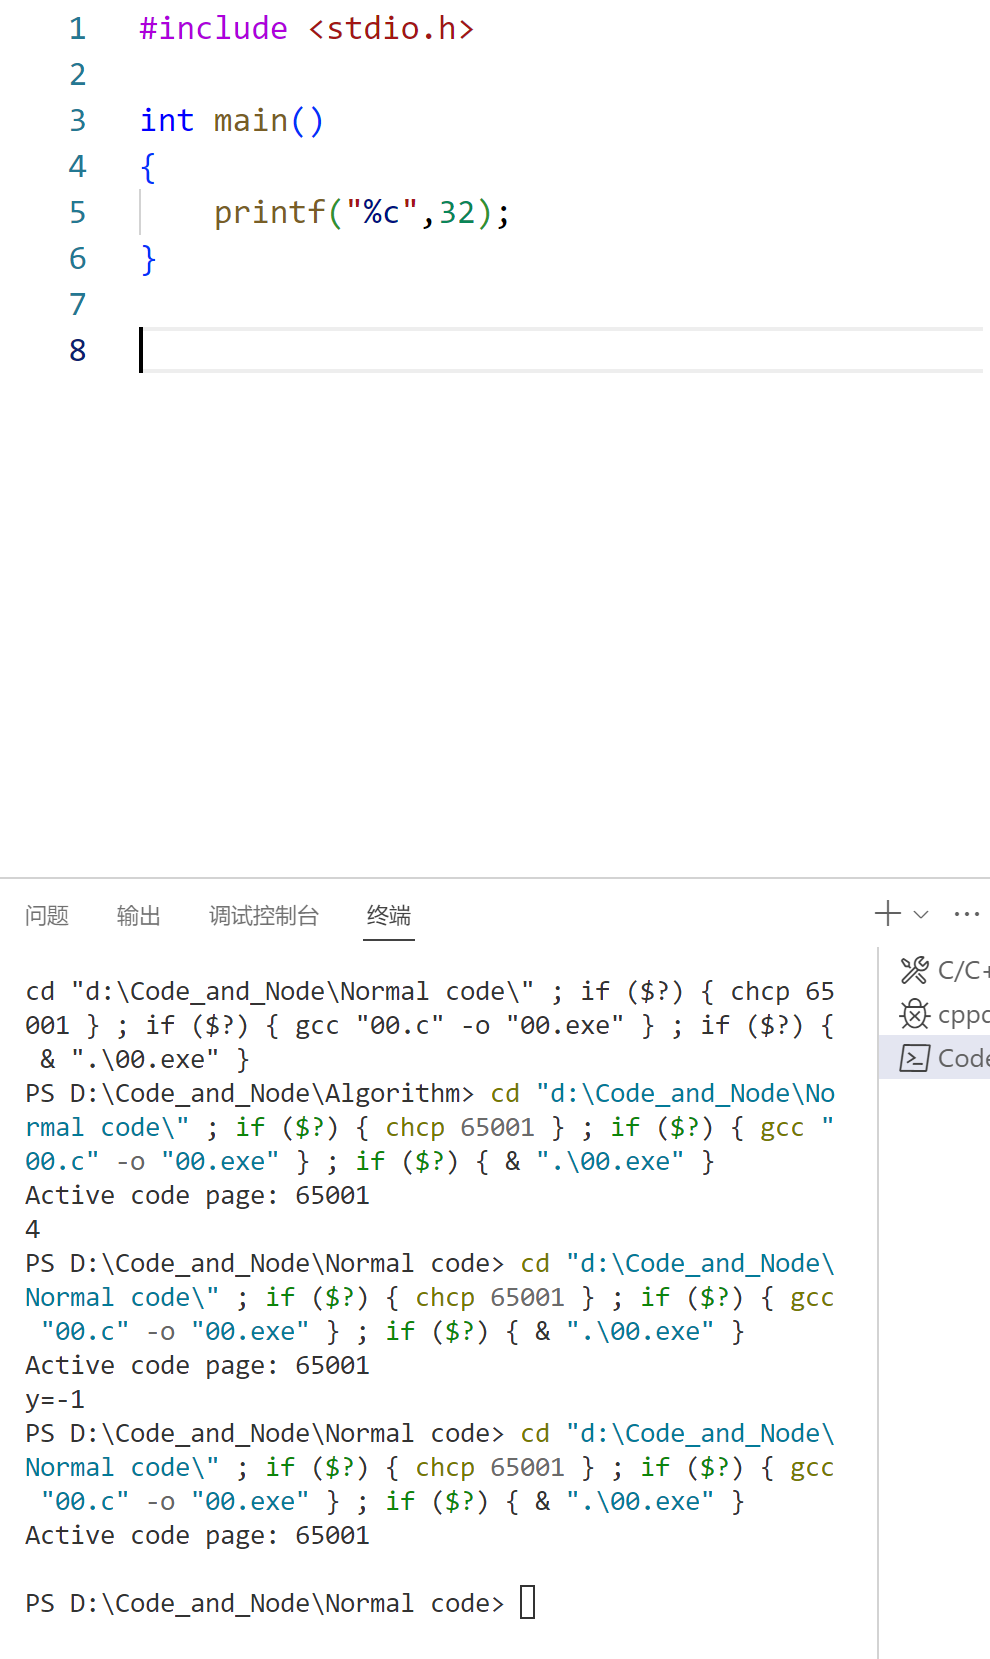 1 #include <stdio.h>
2
3 int main()
4 {
5 printf("%c",32);
6 }
7
8
问题 输出 调试控制台 终端
cd "d:\Code_and_Node\Normal code\" ; if ($?) { chcp 65
001 } ; if ($?) { gcc "00.c" -o "00.exe" } ; if ($?) {
& ".\00.exe" }
PS D:\Code_and_Node\Algorithm> cd "d:\Code_and_Node\No
rmal code\" ; if ($?) { chcp 65001 } ; if ($?) { gcc "
00.c" -o "00.exe" } ; if ($?) { & ".\00.exe" }
Active code page: 65001
4
PS D:\Code_and_Node\Normal code> cd "d:\Code_and_Node\
Normal code\" ; if ($?) { chcp 65001 } ; if ($?) { gcc
"00.c" -o "00.exe" } ; if ($?) { & ".\00.exe" }
Active code page: 65001
y=-1
PS D:\Code_and_Node\Normal code> cd "d:\Code_and_Node\
Normal code\" ; if ($?) { chcp 65001 } ; if ($?) { gcc
"00.c" -o "00.exe" } ; if ($?) { & ".\00.exe" }
Active code page: 65001
PS D:\Code_and_Node\Normal code>
C/C+
Code